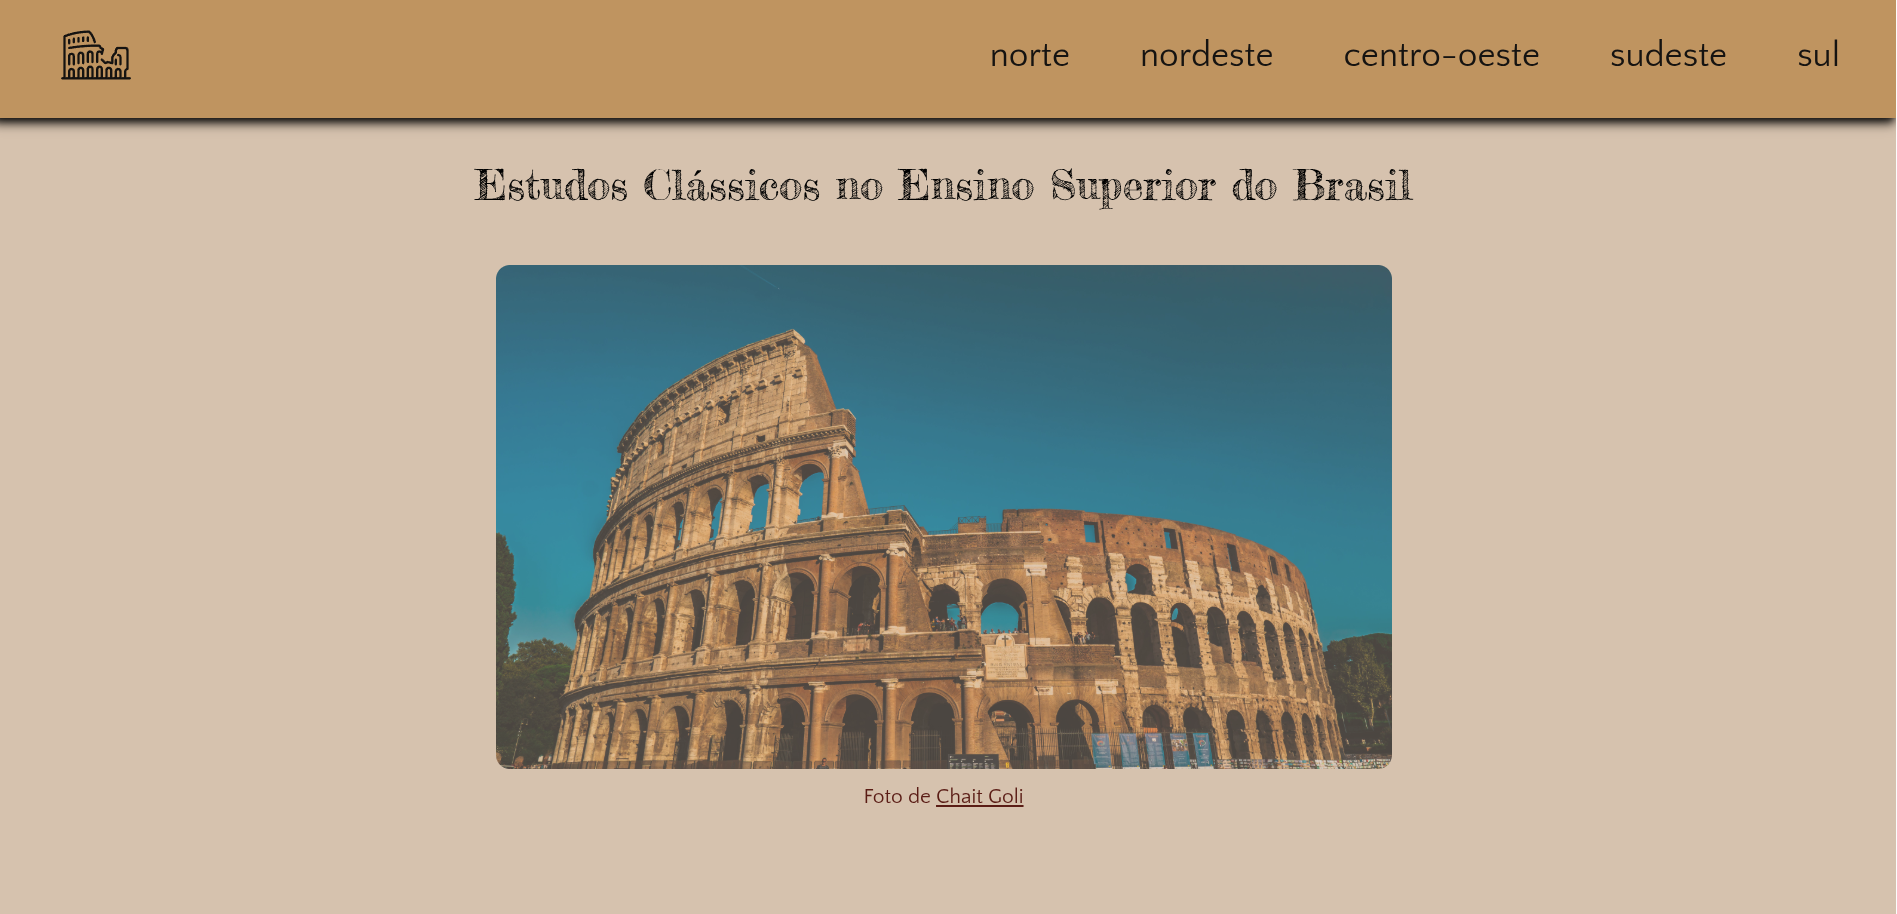 norte nordeste centro-oeste sudeste sul
Estudos Clássicos no Ensino Superior do Brasil
Foto de Chait Goli